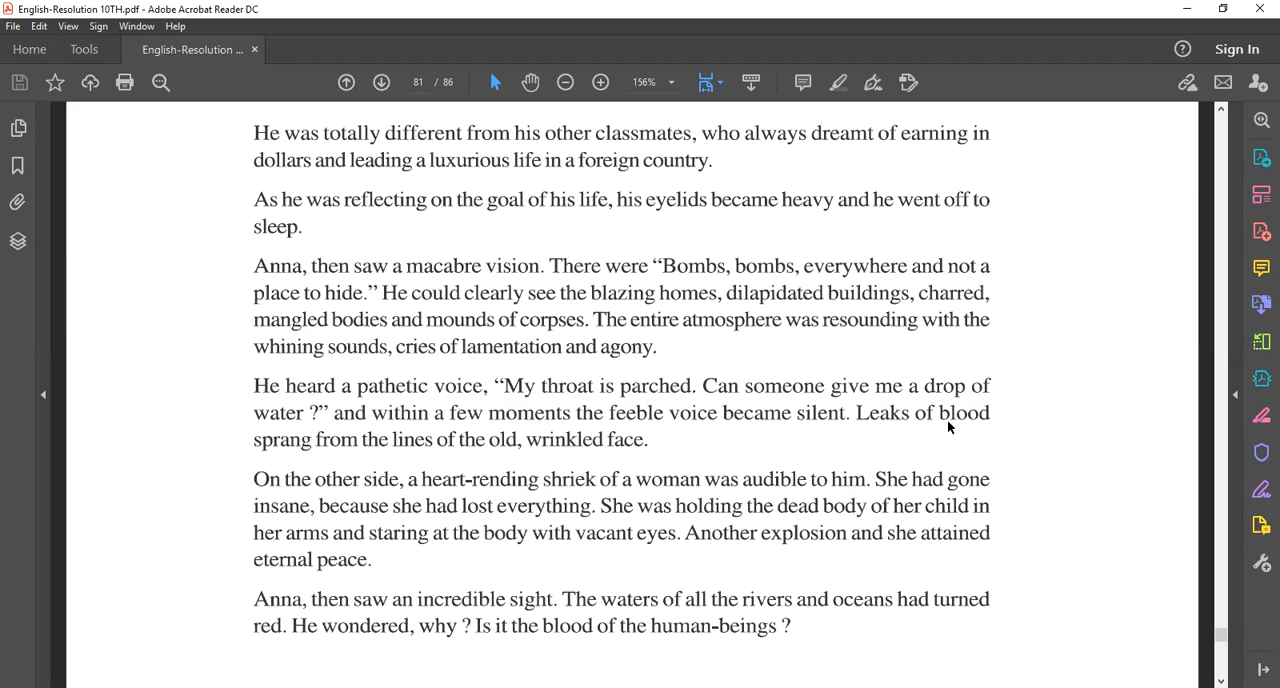 English-Resolution 10TH.pdf - Adobe Acrobat Reader DC
File Edit View Sign Window Help
Home Tools English-Resolution ... × Sign In
81 / 86 156%
He was totally different from his other classmates, who always dreamt of earning in
dollars and leading a luxurious life in a foreign country.
As he was reflecting on the goal of his life, his eyelids became heavy and he went off to
sleep.
Anna, then saw a macabre vision. There were “Bombs, bombs, everywhere and not a
place to hide.” He could clearly see the blazing homes, dilapidated buildings, charred,
mangled bodies and mounds of corpses. The entire atmosphere was resounding with the
whining sounds, cries of lamentation and agony.
He heard a pathetic voice, “My throat is parched. Can someone give me a drop of
water ?” and within a few moments the feeble voice became silent. Leaks of blood
sprang from the lines of the old, wrinkled face.
On the other side, a heart-rending shriek of a woman was audible to him. She had gone
insane, because she had lost everything. She was holding the dead body of her child in
her arms and staring at the body with vacant eyes. Another explosion and she attained
eternal peace.
Anna, then saw an incredible sight. The waters of all the rivers and oceans had turned
red. He wondered, why ? Is it the blood of the human-beings ?